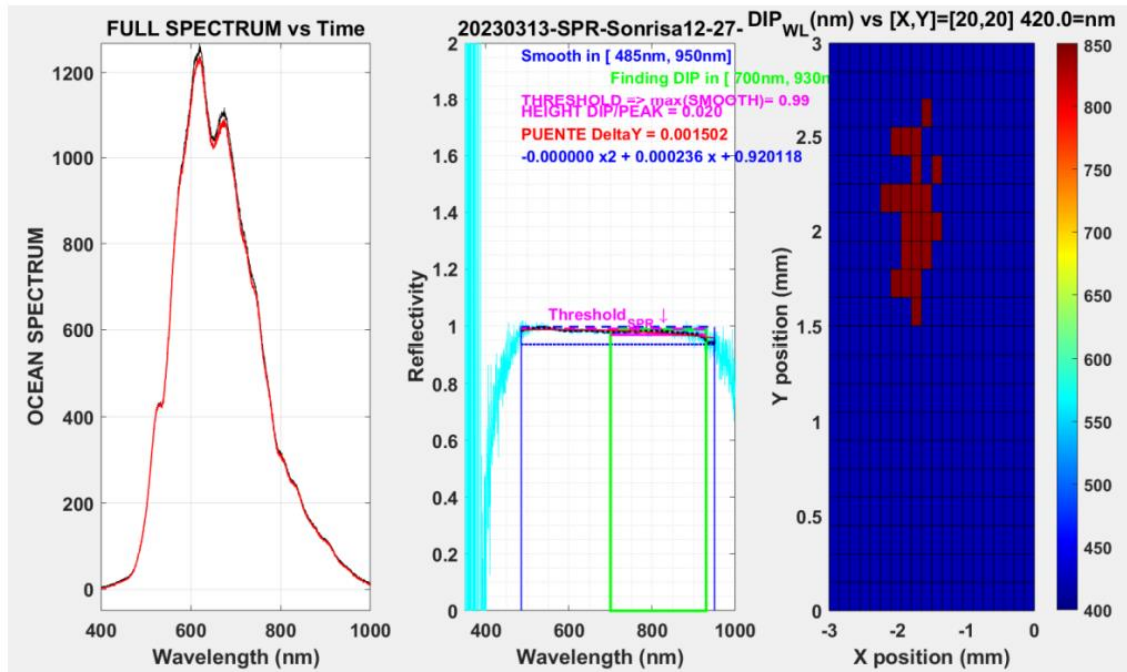 FULL SPECTRUM vs Time
1200
1000
800
600
400
200
0
400
600
800
1000
OCEAN SPECTRUM
Wavelength (nm)
20230313-SPR-Sonrisa12-27-
Smooth in [ 485nm, 950nm]
Finding DIP in [ 700nm, 930n
THRESHOLD => max(SMOOTH)= 0.99
HEIGHT DIP/PEAK = 0.020
PUENTE DeltaY = 0.001502
-0.000000 x2 + 0.000236 x + 0.920118
Threshold SPR ↓
2
1.8
1.6
1.4
1.2
1
0.8
0.6
0.4
0.2
0
400
600
800
1000
Reflectivity
Wavelength (nm)
DIP WL (nm) vs [X,Y]=[20,20] 420.0=nm
3
2.5
2
1.5
1
0.5
0
-3
-2
-1
0
Y position (mm)
X position (mm)
850
800
750
700
650
600
550
500
450
400